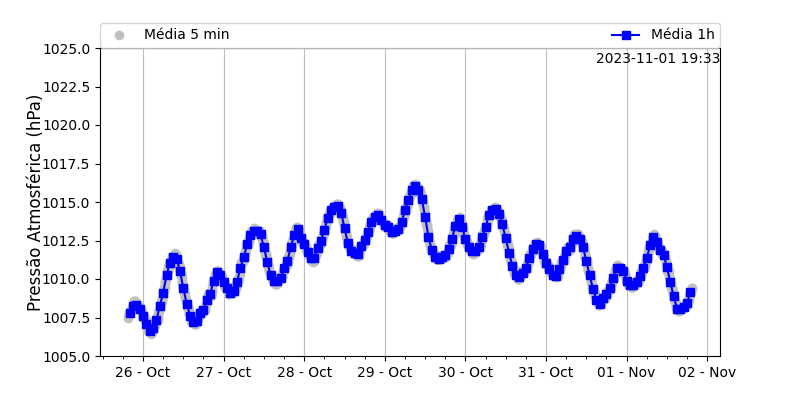 Média 5 min
Média 1h
2023-11-01 19:33
Pressão Atmosférica (hPa)
1025.0
1022.5
1020.0
1017.5
1015.0
1012.5
1010.0
1007.5
1005.0
26 - Oct
27 - Oct
28 - Oct
29 - Oct
30 - Oct
31 - Oct
01 - Nov
02 - Nov